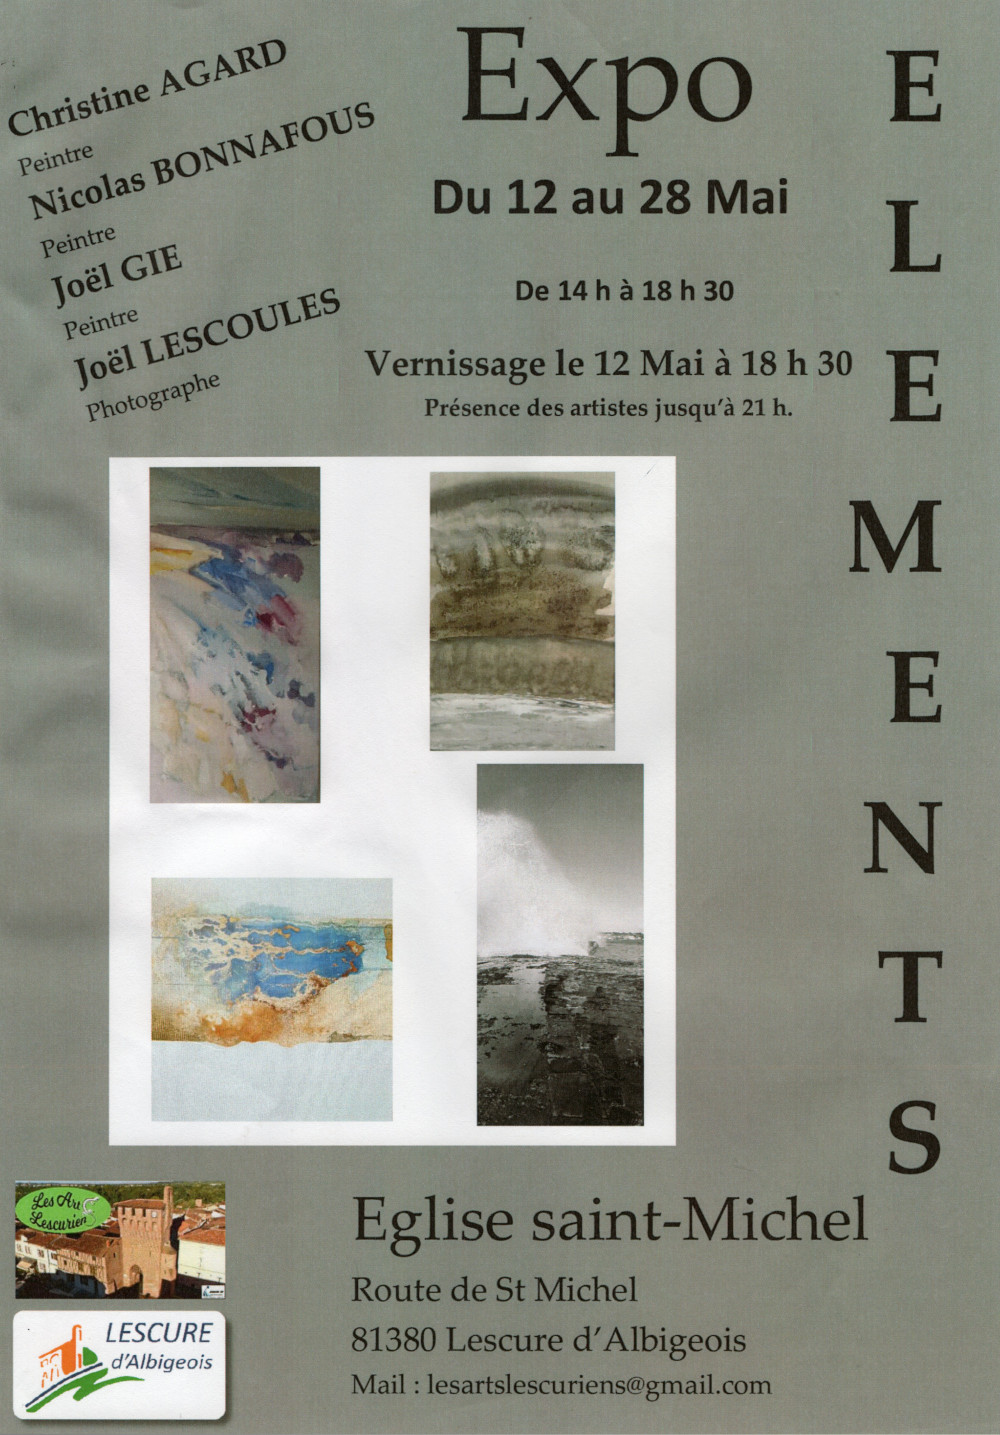 Christine AGARD
Peintre
Nicolas BONNAFOUS
Peintre
Joël GIE
Peintre
Joël LESCOULES
Photographe
Expo
Du 12 au 28 Mai
De 14 h à 18 h 30
Vernissage le 12 Mai à 18 h 30
Présence des artistes jusqu'à 21 h.
E
L
E
M
E
N
T
S
Les Arts
Lescuriens
LESCURE
d'Albigeois
Eglise saint-Michel
Route de St Michel
81380 Lescure d'Albigeois
Mail : lesartslescuriens@gmail.com